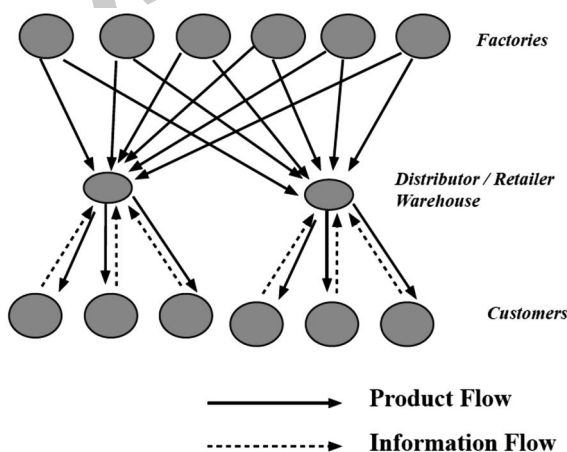 Factories
Distributor / Retailer
Warehouse
Customers
Product Flow
Information Flow